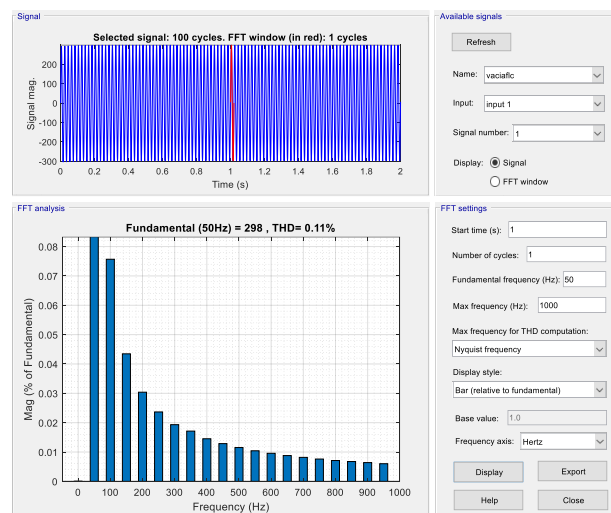 Signal
Selected signal: 100 cycles. FFT window (in red): 1 cycles
Signal mag.
200
100
0
-100
-200
-300
0 0.2 0.4 0.6 0.8 1 1.2 1.4 1.6 1.8 2
Time (s)
FFT analysis
Fundamental (50Hz) = 298 , THD= 0.11%
Mag (% of Fundamental)
0.08
0.07
0.06
0.05
0.04
0.03
0.02
0.01
0
0 100 200 300 400 500 600 700 800 900 1000
Frequency (Hz)
Available signals
Refresh
Name: vaciaflc
Input: input 1
Signal number: 1
Display: Signal
FFT window
FFT settings
Start time (s): 1
Number of cycles: 1
Fundamental frequency (Hz): 50
Max frequency (Hz): 1000
Max frequency for THD computation:
Nyquist frequency
Display style:
Bar (relative to fundamental)
Base value: 1.0
Frequency axis: Hertz
Display Export
Help Close